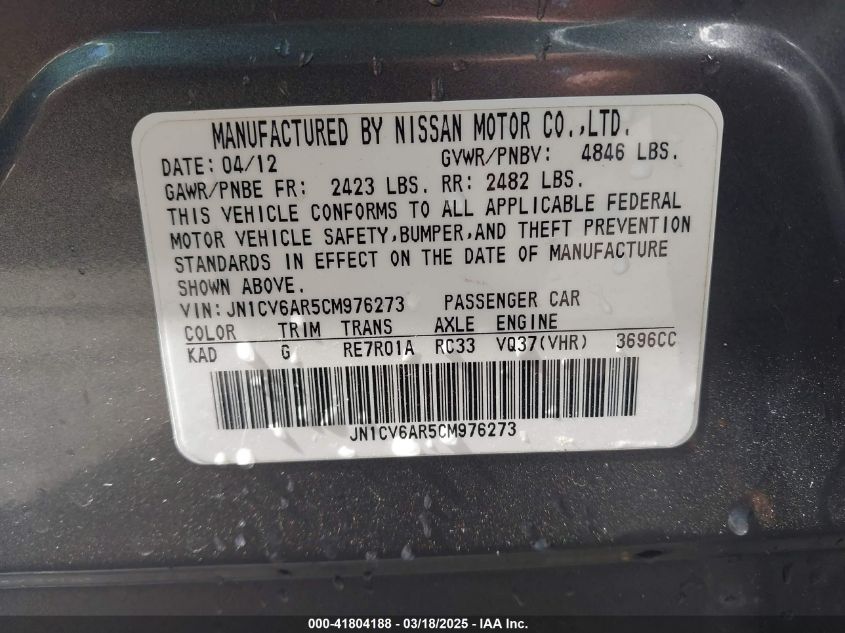 MANUFACTURED BY NISSAN MOTOR CO.,LTD.
DATE: 04/12 GVWR/PNBV: 4846 LBS.
GAWR/PNBE FR: 2423 LBS. RR: 2482 LBS.
THIS VEHICLE CONFORMS TO ALL APPLICABLE FEDERAL
MOTOR VEHICLE SAFETY,BUMPER,AND THEFT PREVENTION
STANDARDS IN EFFECT ON THE DATE OF MANUFACTURE
SHOWN ABOVE.
VIN:JN1CV6AR5CM976273 PASSENGER CAR
COLOR TRIM TRANS AXLE ENGINE
KAD G RE7R01A RC33 VQ37(VHR) 3696CC
JN1CV6AR5CM976273
000-41804188 - 03/18/2025 - IAA Inc.